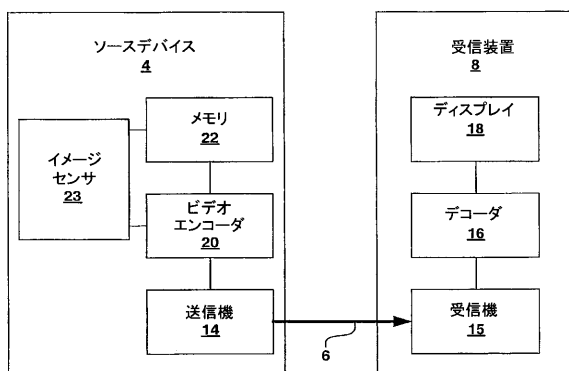 ソースデバイス
4
メモリ
22
イメージ
センサ
23
ビデオ
エンコーダ
20
送信機
14
6
受信装置
8
ディスプレイ
18
デコーダ
16
受信機
15